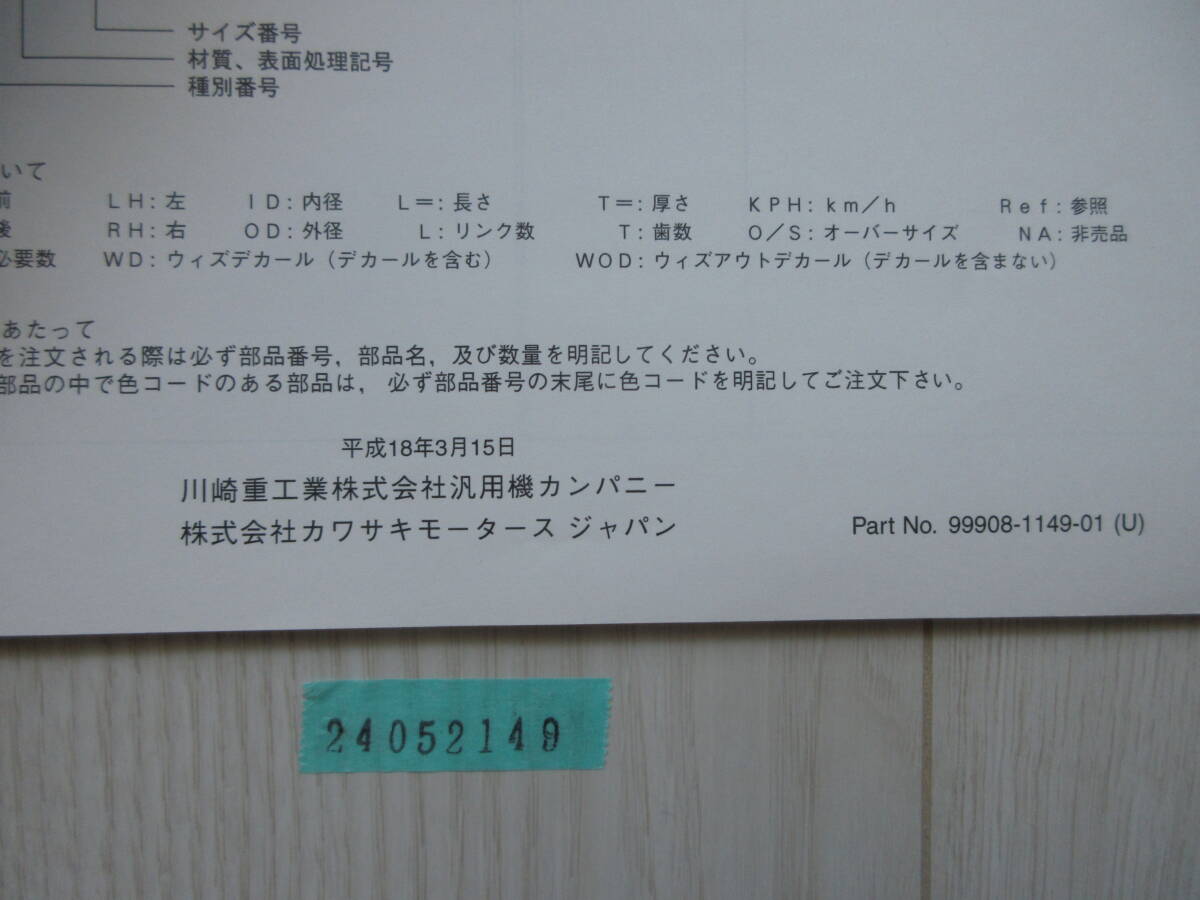 サイズ番号
材質、表面処理記号
種別番号
いて
前 LH:左 ID:内径 L=:長さ T=:厚さ KPH:km/h Ref:参照
後 RH:右 OD:外径 L:リンク数 T:歯数 O/S:オーバーサイズ NA:非売品
必要数 WD:ウィズデカール(デカールを含む) WOD:ウィズアウトデカール(デカールを含まない)
あたって
を注文される際は必ず部品番号,部品名,及び数量を明記してください。
部品の中で色コードのある部品は, 必ず部品番号の末尾に色コードを明記してご注文下さい。
平成18年3月15日
川崎重工業株式会社汎用機カンパニー
株式会社カワサキモータース ジャパン
Part No. 99908-1149-01 (U)
24052149